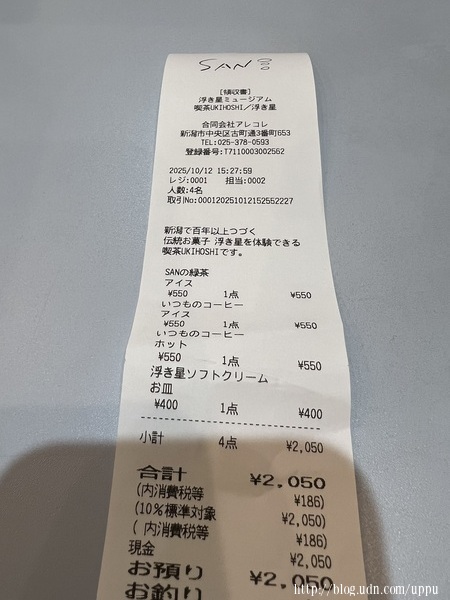 SAN
[領収書]
浮き星ミュージアム
喫茶UKIHOSHI/浮き星
合同会社アレコレ
新潟市中央区古町通3番町653
TEL:025-378-0593
登録番号:T7110003002562
2025/10/12 15:27:59
レジ:0001 担当:0002
人数:4名
取引No:000120251012152552227
新潟で百年以上つづく
伝統お菓子 浮き星を体験できる
喫茶UKIHOSHIです。
SANの緑茶
アイス
¥550 1点 ¥550
いつものコーヒー
アイス
¥550 1点 ¥550
いつものコーヒー
ホット
¥550 1点 ¥550
浮き星ソフトクリーム
お皿
¥400 1点 ¥400
小計 4点 ¥2,050
合計 ¥2,050
(内消費税等 ¥186)
(10%標準対象 ¥2,050)
( 内消費税等 ¥186)
現金 ¥2,050
お預り ¥2,050
お釣り
http://blog.udn.com/uppu